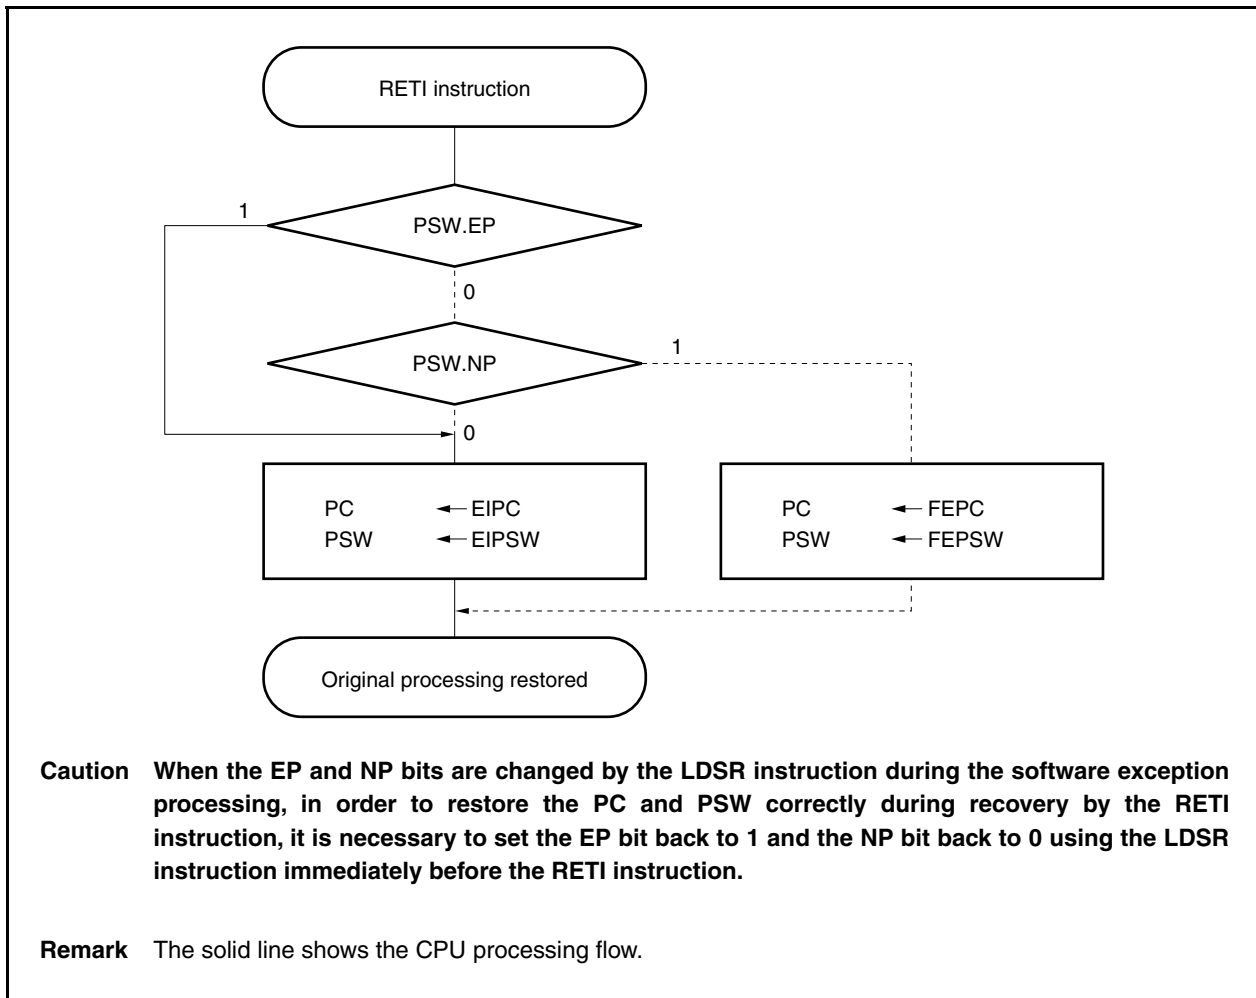 RETI instruction
1
PSW.EP
0
PSW.NP
1
0
PC ← EIPC
PSW ← EIPSW
PC ← FEPC
PSW ← FEPSW
Original processing restored
Caution When the EP and NP bits are changed by the LDSR instruction during the software exception
processing, in order to restore the PC and PSW correctly during recovery by the RETI
instruction, it is necessary to set the EP bit back to 1 and the NP bit back to 0 using the LDSR
instruction immediately before the RETI instruction.
Remark The solid line shows the CPU processing flow.